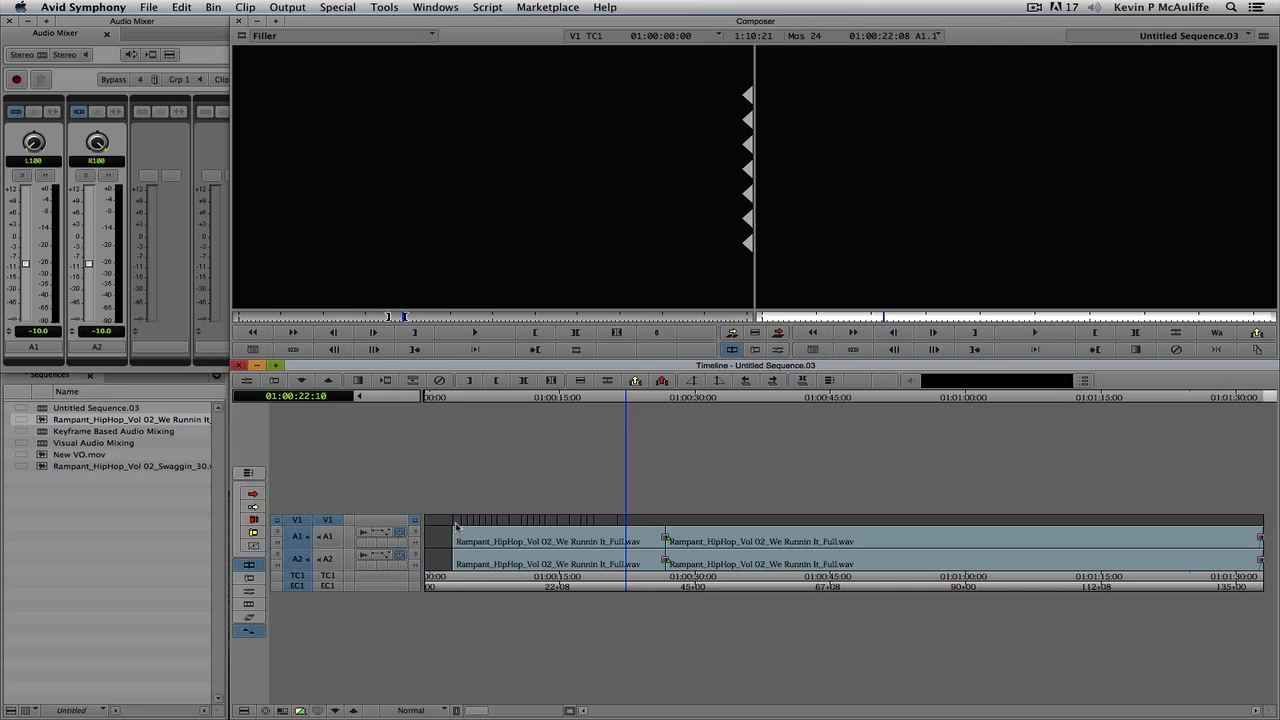 Avid Symphony File Edit Bin Clip Output Special Tools Windows Script Marketplace Help 17 Kevin P McAuliffe
Audio Mixer
Composer
Audio Mixer
Filler V1 TC1 01:00:00:00 1:10:21 Mas 24 01:00:22:08 A1.1 Untitled Sequence.03
Stereo Stereo
Bypass 4 Grp 1 Clip
L100 R100
S M S M
+12 +0 +12 +0 +12 +12
A1 A2
-10.0 -10.0
Wa
Timeline - Untitled Sequence.03
Sequences
Name
Untitled Sequence.03
Rampant_HipHop_Vol 02_We Runnin It_
Keyframe Based Audio Mixing
Visual Audio Mixing
New VO.mov
Rampant_HipHop_Vol 02_Swaggin_30.
01:00:22:10
:00 01:00:15:00 01:00:30:00 01:00:45:00 01:01:00:00 01:01:15:00 01:01:30:00
V1 V1
A1 A1 Rampant_HipHop_Vol 02_We Runnin It_Full.wav Rampant_HipHop_Vol 02_We Runnin It_Full.wav
A2 A2 Rampant_HipHop_Vol 02_We Runnin It_Full.wav Rampant_HipHop_Vol 02_We Runnin It_Full.wav
TC1 TC1 :00 01:00:15:00 01:00:30:00 01:00:45:00 01:01:00:00 01:01:15:00 01:01:30:00
EC1 EC1 00 22+08 45+00 67+08 90+00 112+08 135+00
Untitled Normal